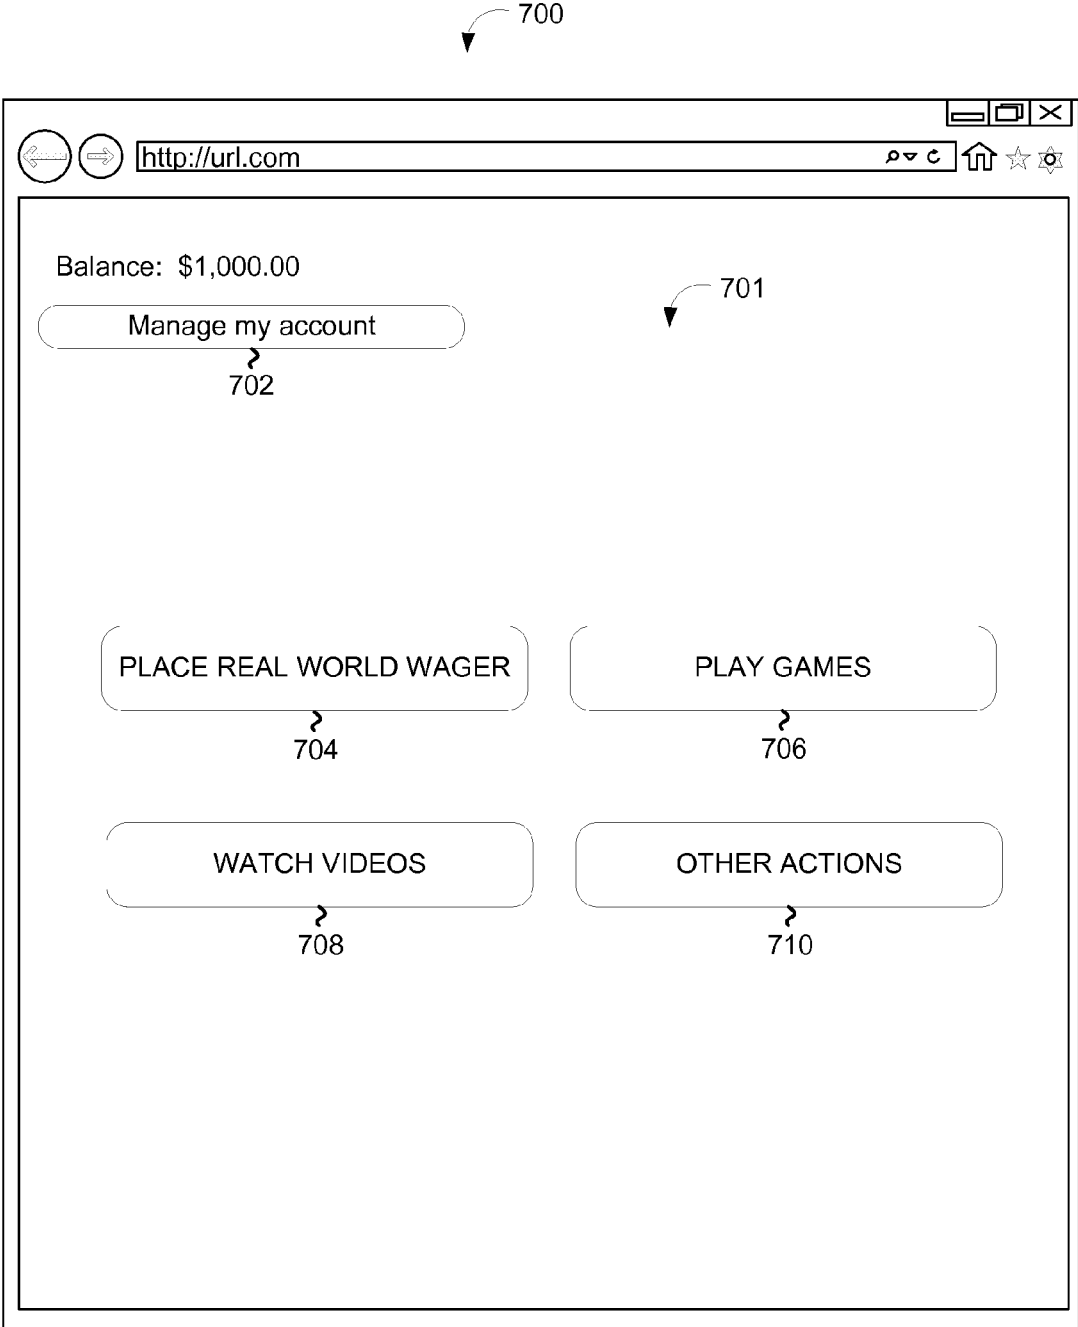 700
http://url.com
Balance: $1,000.00
701
Manage my account
702
PLACE REAL WORLD WAGER
PLAY GAMES
704
706
WATCH VIDEOS
OTHER ACTIONS
708
710